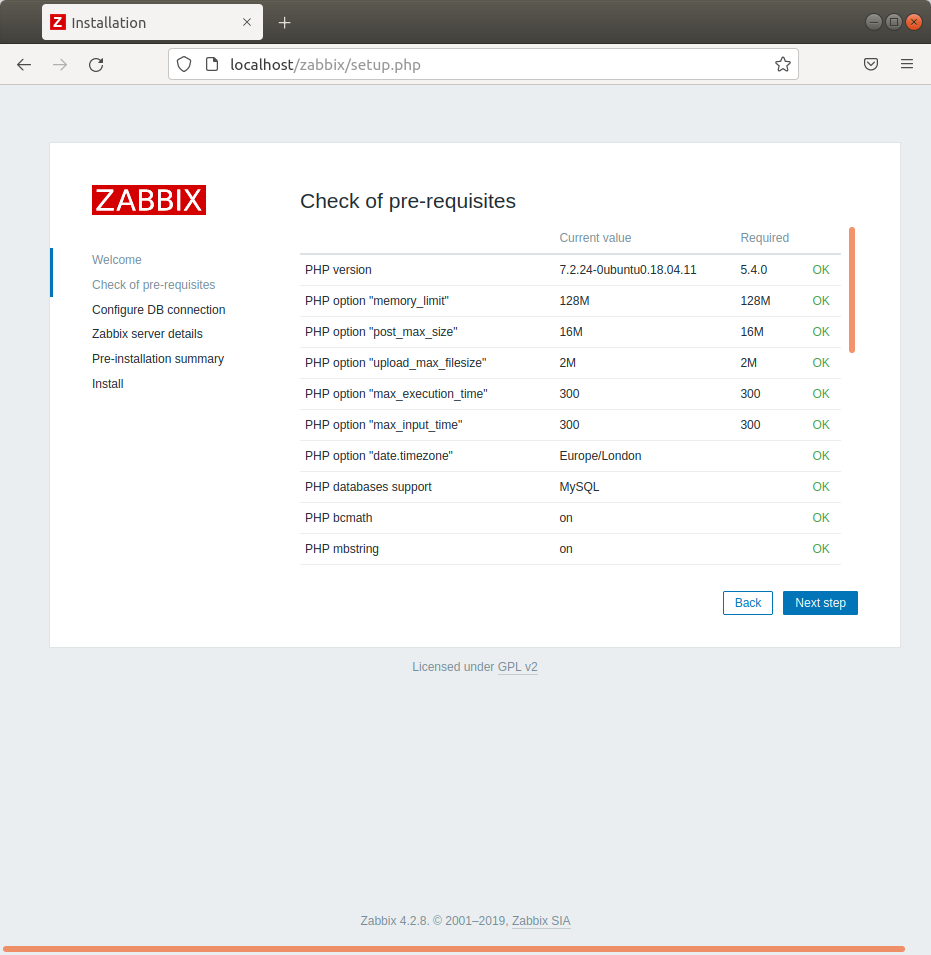 Z Installation
localhost/zabbix/setup.php
ZABBIX
Welcome
Check of pre-requisites
Configure DB connection
Zabbix server details
Pre-installation summary
Install
Check of pre-requisites
Current value Required
PHP version 7.2.24-0ubuntu0.18.04.11 5.4.0 OK
PHP option "memory_limit" 128M 128M OK
PHP option "post_max_size" 16M 16M OK
PHP option "upload_max_filesize" 2M 2M OK
PHP option "max_execution_time" 300 300 OK
PHP option "max_input_time" 300 300 OK
PHP option "date.timezone" Europe/London OK
PHP databases support MySQL OK
PHP bcmath on OK
PHP mbstring on OK
Back Next step
Licensed under GPL v2
Zabbix 4.2.8. © 2001–2019, Zabbix SIA